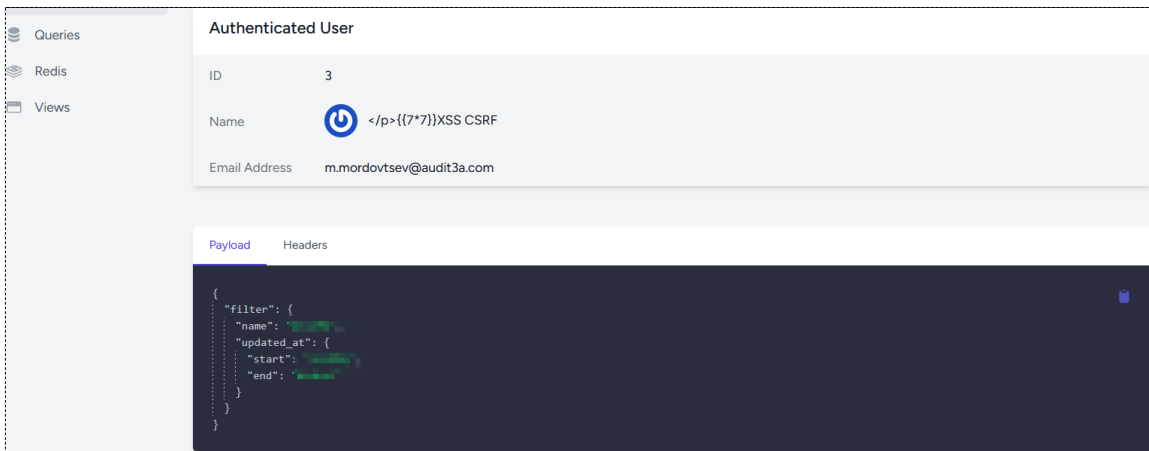 Queries
Redis
Views
Authenticated User
ID 3
Name </p>{{7*7}}XSS CSRF
Email Address m.mordovtsev@audit3a.com
Payload Headers
{
"filter": {
"name": "
"updated_at": {
"start":
"end": "
}
}
}